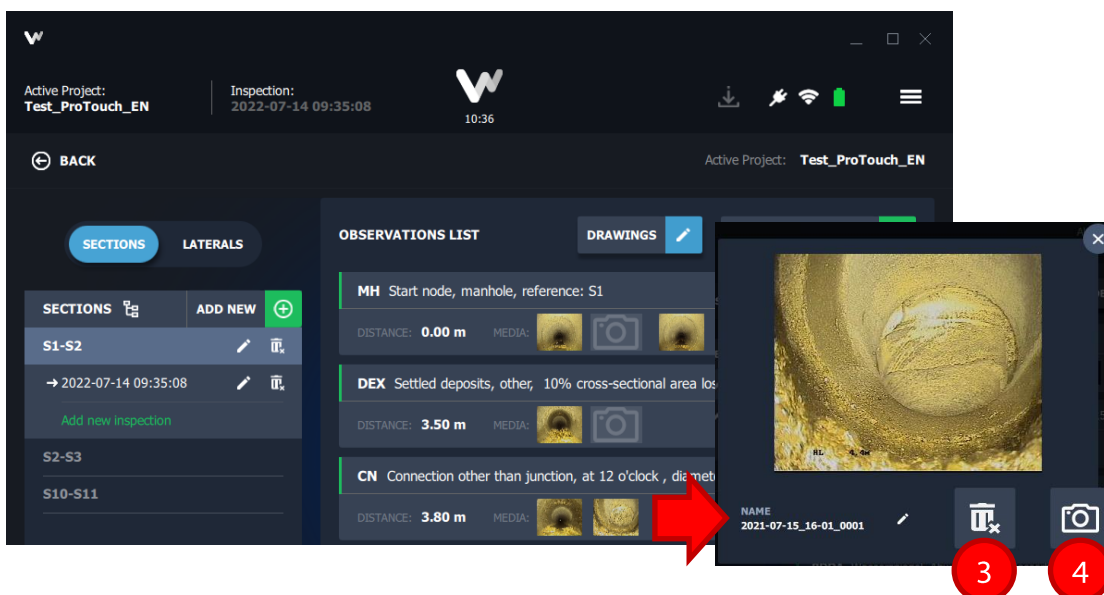 Active Project:
Test_ProTouch_EN
Inspection:
2022-07-14 09:35:08
10:36
BACK
Active Project: Test_ProTouch_EN
SECTIONS LATERALS
SECTIONS ADD NEW
S1-S2
2022-07-14 09:35:08
Add new inspection
S2-S3
S10-S11
OBSERVATIONS LIST DRAWINGS
MH Start node, manhole, reference: S1
DISTANCE: 0.00 m MEDIA:
DEX Settled deposits, other, 10% cross-sectional area los
DISTANCE: 3.50 m MEDIA:
CN Connection other than junction, at 12 o'clock , diamet
DISTANCE: 3.80 m MEDIA:
4,4m
NAME
2021-07-15_16-01_0001
3
4